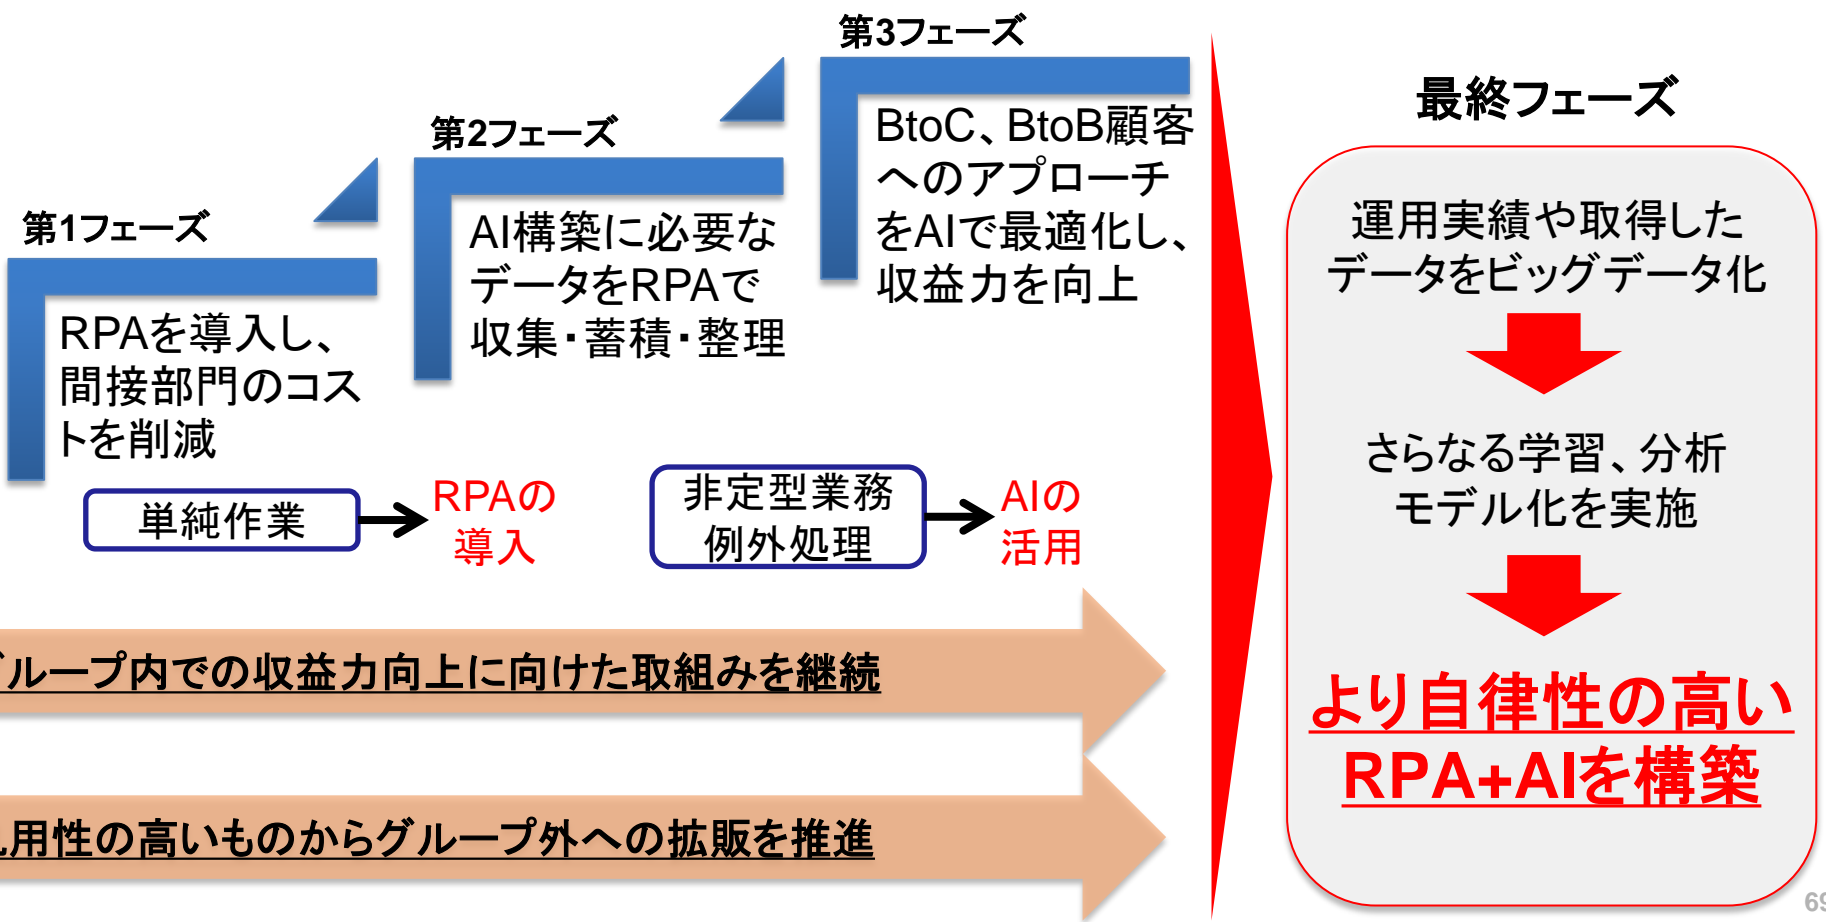 第1フェーズ
RPAを導入し、
間接部門のコス
トを削減
第2フェーズ
AI構築に必要な
データをRPAで
収集・蓄積・整理
第3フェーズ
BtoC、BtoB顧客
へのアプローチ
をAIで最適化し、
収益力を向上
単純作業
RPAの
導入
非定型業務
例外処理
AIの
活用
グループ内での収益力向上に向けた取組みを継続
汎用性の高いものからグループ外への拡販を推進
最終フェーズ
運用実績や取得した
データをビッグデータ化
さらなる学習、分析
モデル化を実施
より自律性の高い
RPA+AIを構築
69